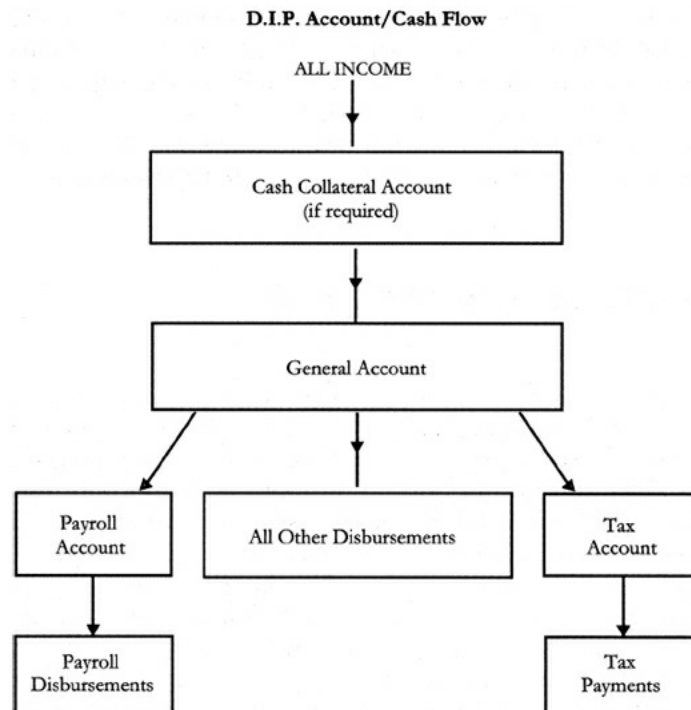 D.I.P. Account/Cash Flow
ALL INCOME
Cash Collateral Account
(if required)
General Account
Payroll
Account
All Other Disbursements
Tax
Account
Payroll
Disbursements
Tax
Payments